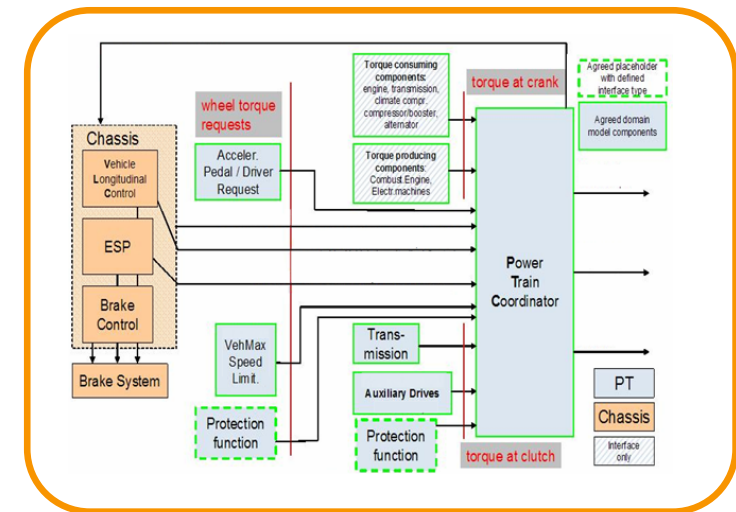 Torque consuming
components:
engine, transmission,
climate compr.
compressor/booster,
alternator
torque at crank
Agreed placeholder
with defined
interface type
Agreed domain
model components
wheel torque
requests
Chassis
Vehicle
Longitudinal
Control
Acceler.
Pedal / Driver
Request
Torque producing
components:
Combust.Engine,
Electr.machines
ESP
Power
Train
Coordinator
Brake
Control
VehMax
Speed
Limit.
Trans-
mission
Brake System
Auxiliary Drives
PT
Chassis
Interface
only
Protection
function
Protection
function
torque at clutch